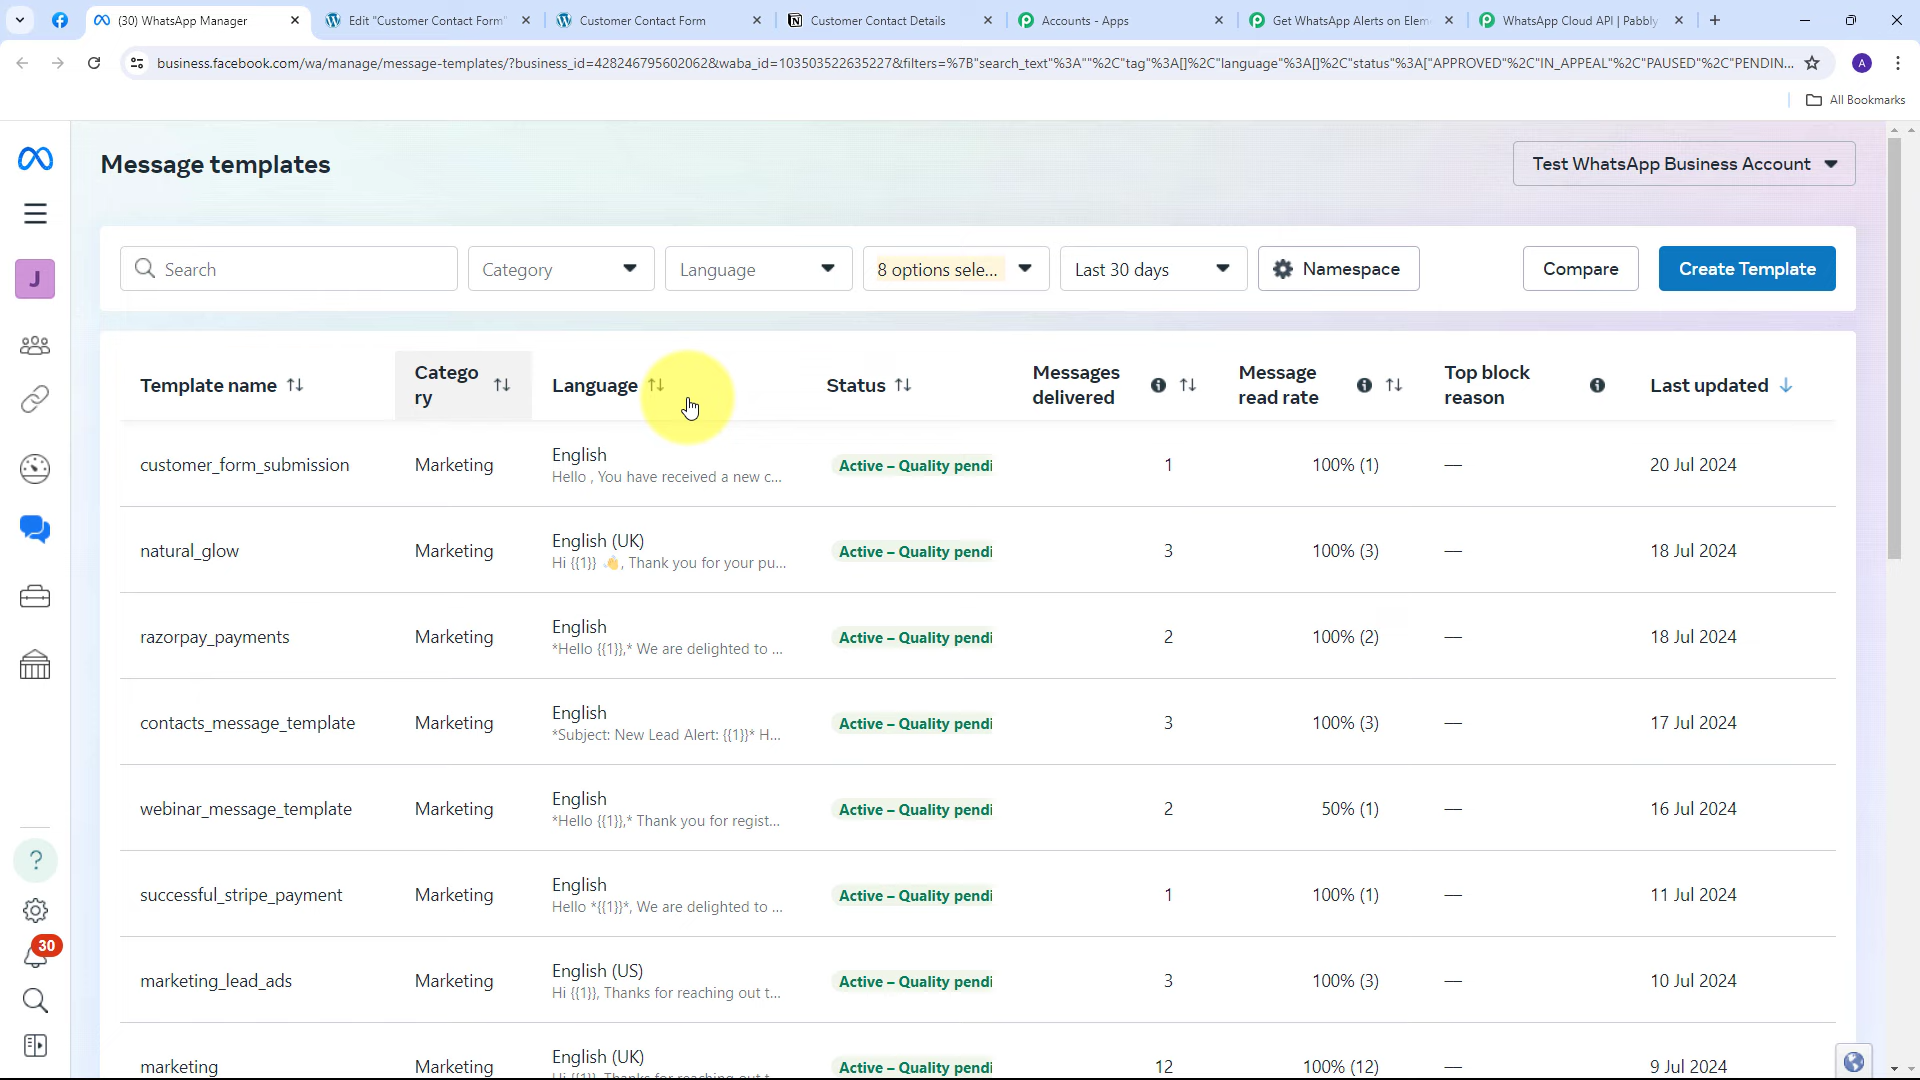 (30) WhatsApp Manager
Edit "Customer Contact Form"
Customer Contact Form
Customer Contact Details
Accounts - Apps
Get WhatsApp Alerts on Elem
WhatsApp Cloud API | Pabbly
business.facebook.com/wa/manage/message-templates/?business_id=428246795602062&waba_id=103503522635227&filters=%7B"search_text"%3A""%2C"tag"%3A[]%2C"language"%3A[]%2C"status"%3A["APPROVED"%2C"IN_APPEAL"%2C"PAUSED"%2C"PENDIN...
A
All Bookmarks
Message templates
Test WhatsApp Business Account
J
Search
Category
Language
8 options sele...
Last 30 days
Namespace
Compare
Create Template
Template name
Catego
ry
Language
Status
Messages
delivered
Message
read rate
Top block
reason
Last updated
customer_form_submission
Marketing
English
Hello , You have received a new c...
Active – Quality pendi
1
100% (1)
—
20 Jul 2024
natural_glow
Marketing
English (UK)
Hi {{1}} 👋, Thank you for your pu...
Active – Quality pendi
3
100% (3)
—
18 Jul 2024
razorpay_payments
Marketing
English
*Hello {{1}},* We are delighted to ...
Active – Quality pendi
2
100% (2)
—
18 Jul 2024
contacts_message_template
Marketing
English
*Subject: New Lead Alert: {{1}}* H...
Active – Quality pendi
3
100% (3)
—
17 Jul 2024
webinar_message_template
Marketing
English
*Hello {{1}},* Thank you for regist...
Active – Quality pendi
2
50% (1)
—
16 Jul 2024
successful_stripe_payment
Marketing
English
Hello *{{1}}*, We are delighted to ...
Active – Quality pendi
1
100% (1)
—
11 Jul 2024
marketing_lead_ads
Marketing
English (US)
Hi {{1}}, Thanks for reaching out t...
Active – Quality pendi
3
100% (3)
—
10 Jul 2024
marketing
Marketing
English (UK)
Active – Quality pendi
12
100% (12)
—
9 Jul 2024
?
30